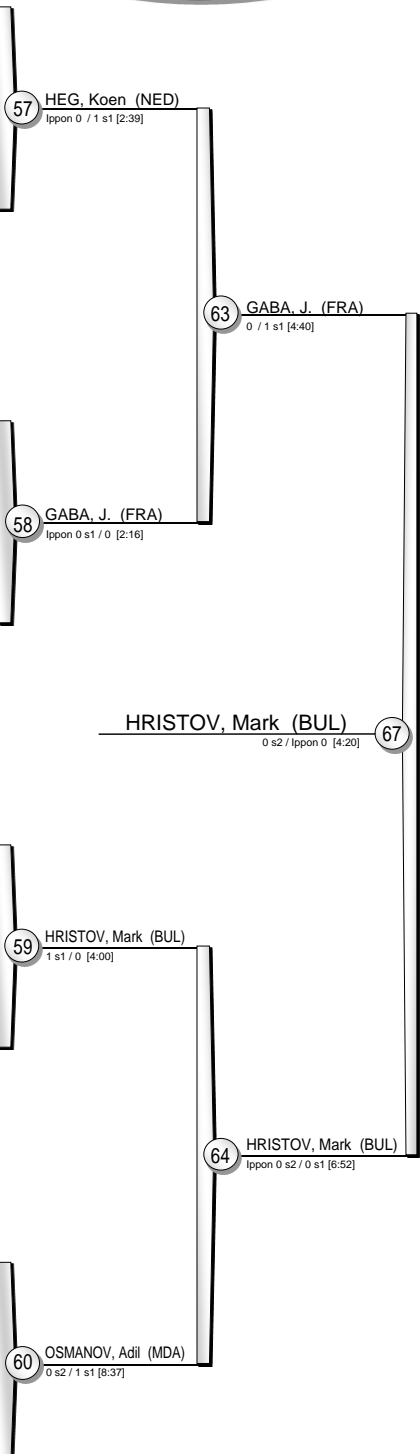 57 HEG, Koen (NED)
Ippon 0 / 1 s1 [2:39]
63 GABA, J. (FRA)
0 / 1 s1 [4:40]
58 GABA, J. (FRA)
Ippon 0 s1 / 0 [2:16]
HRISTOV, Mark (BUL) 67
0 s2 / Ippon 0 [4:20]
59 HRISTOV, Mark (BUL)
1 s1 / 0 [4:00]
64 HRISTOV, Mark (BUL)
Ippon 0 s2 / 0 s1 [6:52]
60 OSMANOV, Adil (MDA)
0 s2 / 1 s1 [8:37]